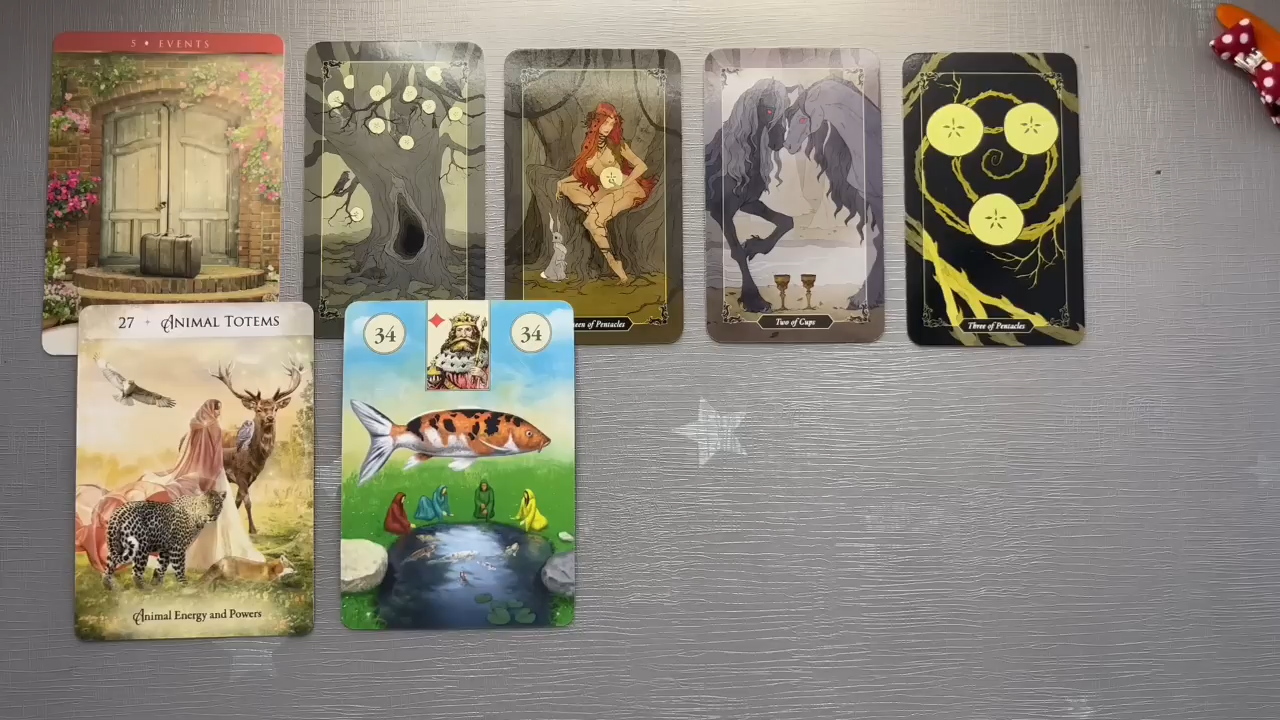 5 • EVENTS
een of Pentacles
Two of Cups
Three of Pentacles
27 + ANIMAL TOTEMS
Animal Energy and Powers
34 34